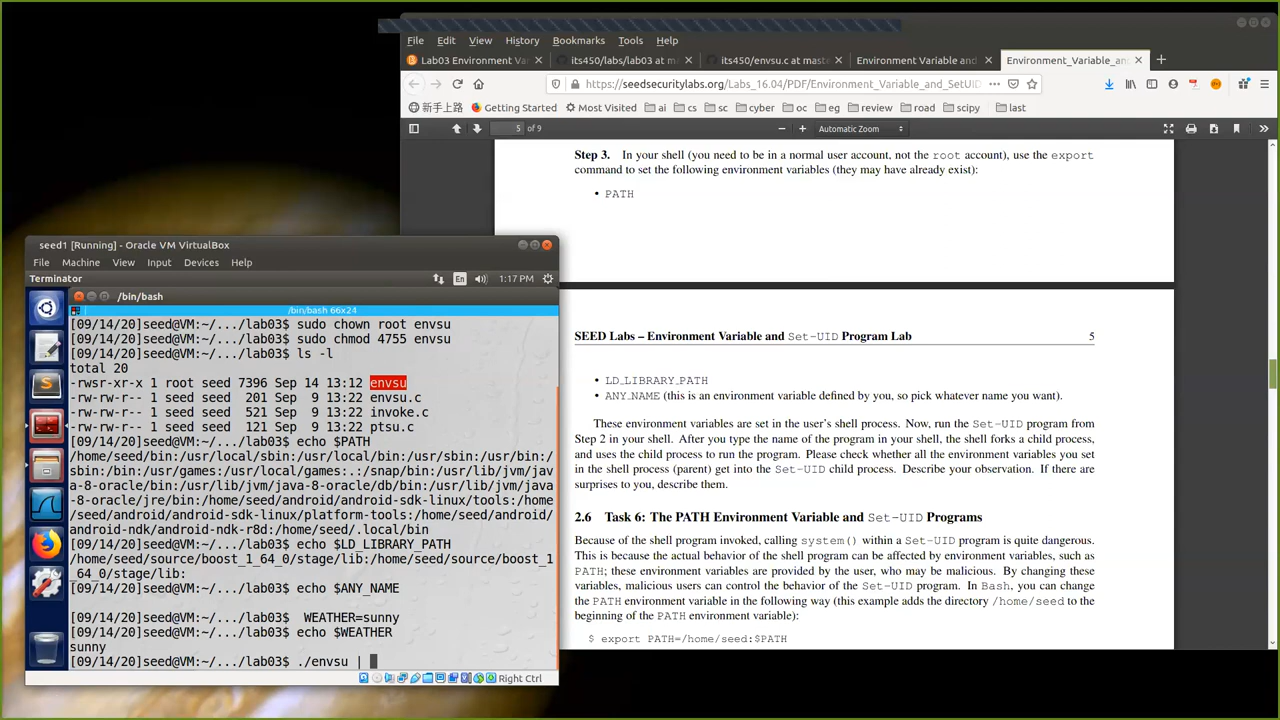 File Edit View History Bookmarks Tools Help
Lab03 Environment Var
its450/labs/lab03 at m
its450/envsu.c at maste
Environment Variable and
Environment_Variable_and
https://seedsecuritylabs.org/Labs_16.04/PDF/Environment_Variable_and_SetUID
新手上路 Getting Started Most Visited ai cs sc cyber oc eg review road scipy last
5 of 9 Automatic Zoom
Step 3. In your shell (you need to be in a normal user account, not the root account), use the export
command to set the following environment variables (they may have already exist):
• PATH
SEED Labs – Environment Variable and Set-UID Program Lab 5
• LD_LIBRARY_PATH
• ANY_NAME (this is an environment variable defined by you, so pick whatever name you want).
These environment variables are set in the user's shell process. Now, run the Set-UID program from
Step 2 in your shell. After you type the name of the program in your shell, the shell forks a child process,
and uses the child process to run the program. Please check whether all the environment variables you set
in the shell process (parent) get into the Set-UID child process. Describe your observation. If there are
surprises to you, describe them.
2.6 Task 6: The PATH Environment Variable and Set-UID Programs
Because of the shell program invoked, calling system() within a Set-UID program is quite dangerous.
This is because the actual behavior of the shell program can be affected by environment variables, such as
PATH; these environment variables are provided by the user, who may be malicious. By changing these
variables, malicious users can control the behavior of the Set-UID program. In Bash, you can change
the PATH environment variable in the following way (this example adds the directory /home/seed to the
beginning of the PATH environment variable):
$ export PATH=/home/seed:$PATH
seed1 [Running] - Oracle VM VirtualBox
File Machine View Input Devices Help
Terminator En 1:17 PM
/bin/bash
/bin/bash 66x24
[09/14/20]seed@VM:~/.../lab03$ sudo chown root envsu
[09/14/20]seed@VM:~/.../lab03$ sudo chmod 4755 envsu
[09/14/20]seed@VM:~/.../lab03$ ls -l
total 20
-rwsr-xr-x 1 root seed 7396 Sep 14 13:12 envsu
-rw-rw-r-- 1 seed seed  201 Sep  9 13:22 envsu.c
-rw-rw-r-- 1 seed seed  521 Sep  9 13:22 invoke.c
-rw-rw-r-- 1 seed seed  121 Sep  9 13:22 ptsu.c
[09/14/20]seed@VM:~/.../lab03$ echo $PATH
/home/seed/bin:/usr/local/sbin:/usr/local/bin:/usr/sbin:/usr/bin:/
sbin:/bin:/usr/games:/usr/local/games:.:/snap/bin:/usr/lib/jvm/jav
a-8-oracle/bin:/usr/lib/jvm/java-8-oracle/db/bin:/usr/lib/jvm/java
-8-oracle/jre/bin:/home/seed/android/android-sdk-linux/tools:/home
/seed/android/android-sdk-linux/platform-tools:/home/seed/android/
android-ndk/android-ndk-r8d:/home/seed/.local/bin
[09/14/20]seed@VM:~/.../lab03$ echo $LD_LIBRARY_PATH
/home/seed/source/boost_1_64_0/stage/lib:/home/seed/source/boost_1
_64_0/stage/lib:
[09/14/20]seed@VM:~/.../lab03$ echo $ANY_NAME
[09/14/20]seed@VM:~/.../lab03$  WEATHER=sunny
[09/14/20]seed@VM:~/.../lab03$ echo $WEATHER
sunny
[09/14/20]seed@VM:~/.../lab03$ ./envsu |
Right Ctrl